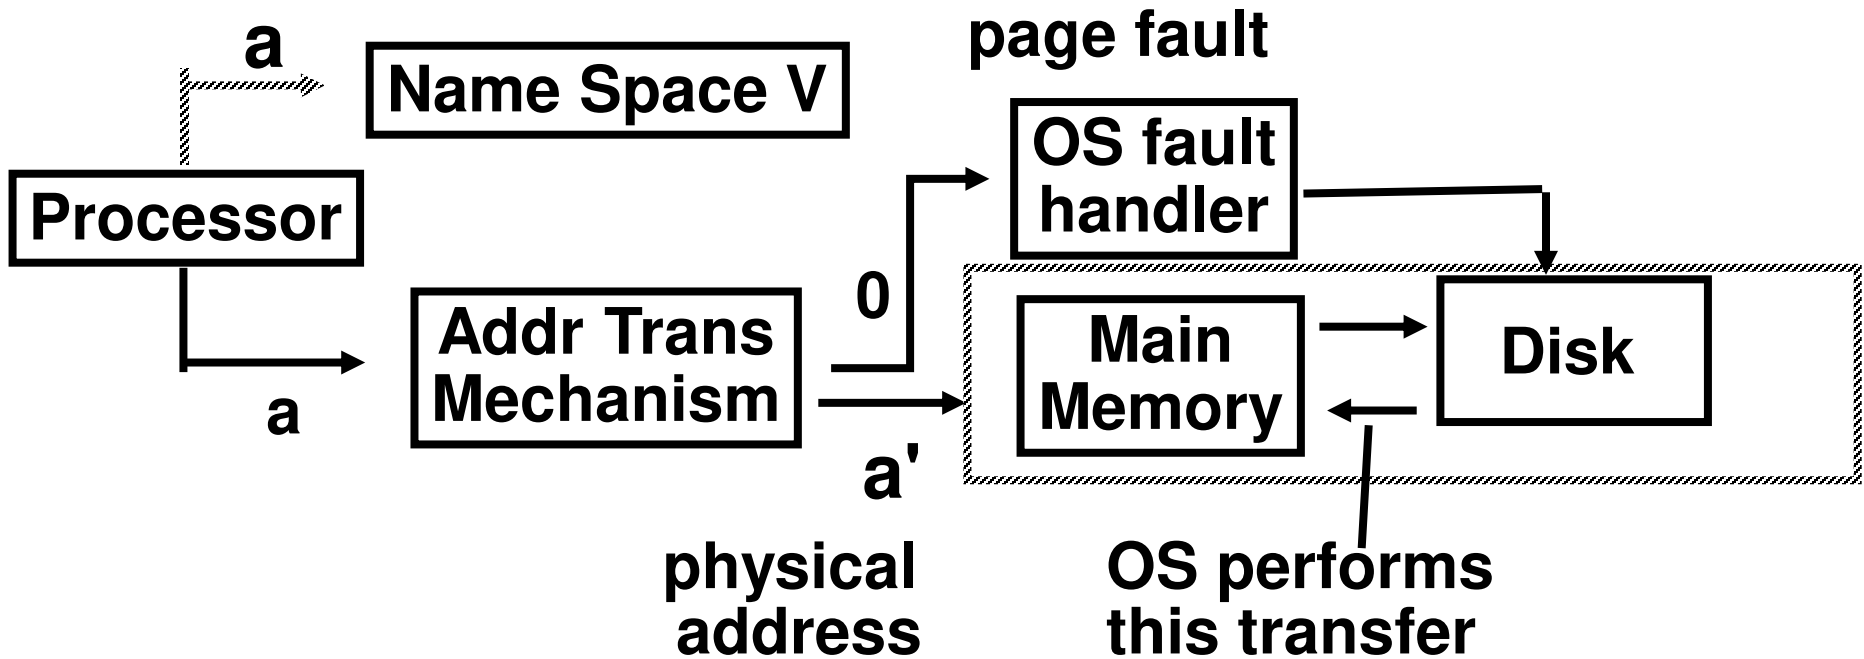 page fault
a
Name Space V
OS fault
handler
Processor
0
Addr Trans
Mechanism
Main
Memory
Disk
a
a'
physical
address
OS performs
this transfer